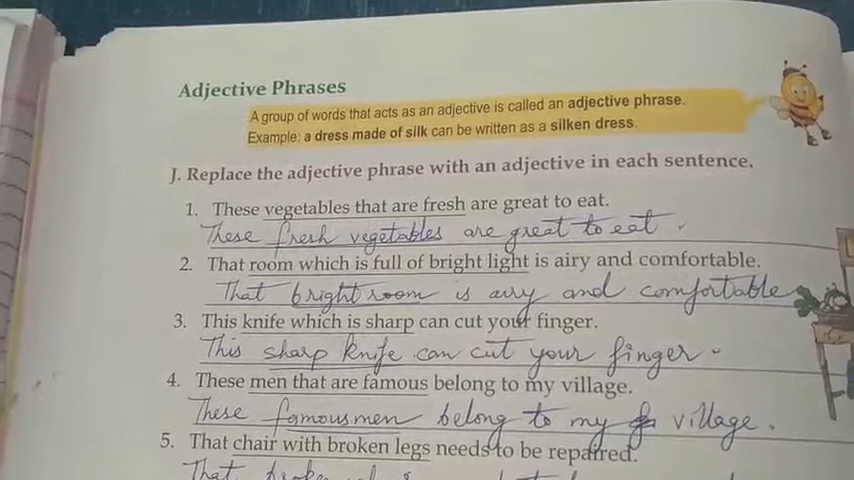 Adjective Phrases
A group of words that acts as an adjective is called an adjective phrase.
Example: a dress made of silk can be written as a silken dress.
J. Replace the adjective phrase with an adjective in each sentence.
1. These vegetables that are fresh are great to eat.
These fresh vegetables are great to eat.
2. That room which is full of bright light is airy and comfortable.
That bright room is airy and comfortable
3. This knife which is sharp can cut your finger.
This sharp knife can cut your finger.
4. These men that are famous belong to my village.
These famous men belong to my village.
5. That chair with broken legs needs to be repaired.
That